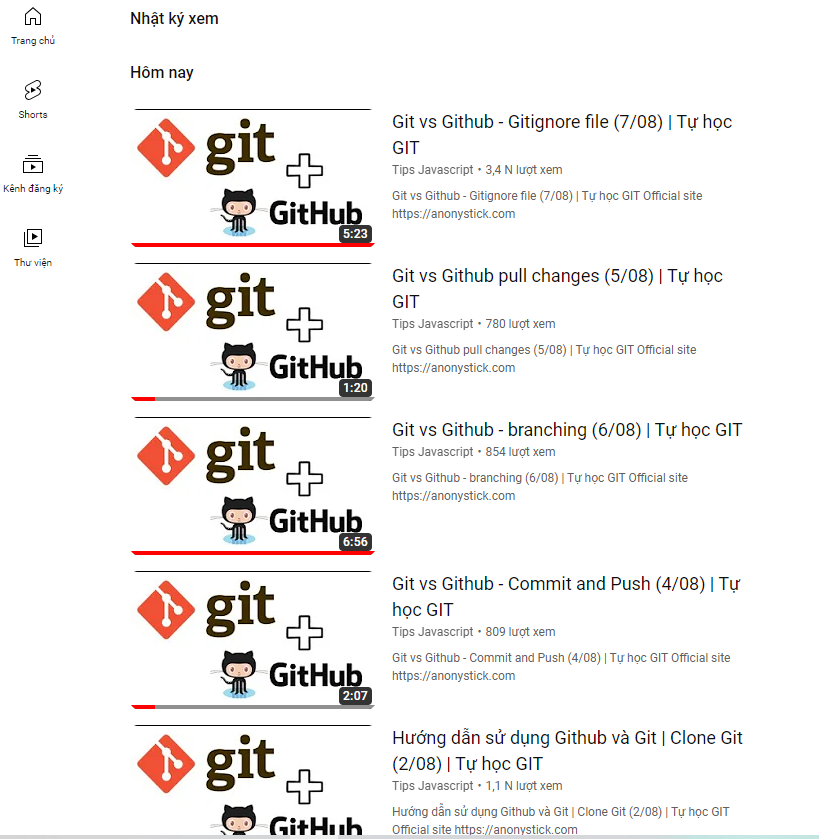 Trang chủ
Shorts
Kênh đăng ký
Thư viện
Nhật ký xem
Hôm nay
git
GitHub
5:23
Git vs Github - Gitignore file (7/08) | Tự học
GIT
Tips Javascript • 3,4 N lượt xem
Git vs Github - Gitignore file (7/08) | Tự học GIT Official site
https://anonystick.com
git
GitHub
1:20
Git vs Github pull changes (5/08) | Tự học
GIT
Tips Javascript • 780 lượt xem
Git vs Github pull changes (5/08) | Tự học GIT Official site
https://anonystick.com
git
GitHub
6:56
Git vs Github - branching (6/08) | Tự học GIT
Tips Javascript • 854 lượt xem
Git vs Github - branching (6/08) | Tự học GIT Official site
https://anonystick.com
git
GitHub
2:07
Git vs Github - Commit and Push (4/08) | Tự
học GIT
Tips Javascript • 809 lượt xem
Git vs Github - Commit and Push (4/08) | Tự học GIT Official site
https://anonystick.com
git
GitHub
Hướng dẫn sử dụng Github và Git | Clone Git
(2/08) | Tự học GIT
Tips Javascript • 1,1 N lượt xem
Hướng dẫn sử dụng Github và Git | Clone Git (2/08) | Tự học GIT
Official site https://anonystick.com